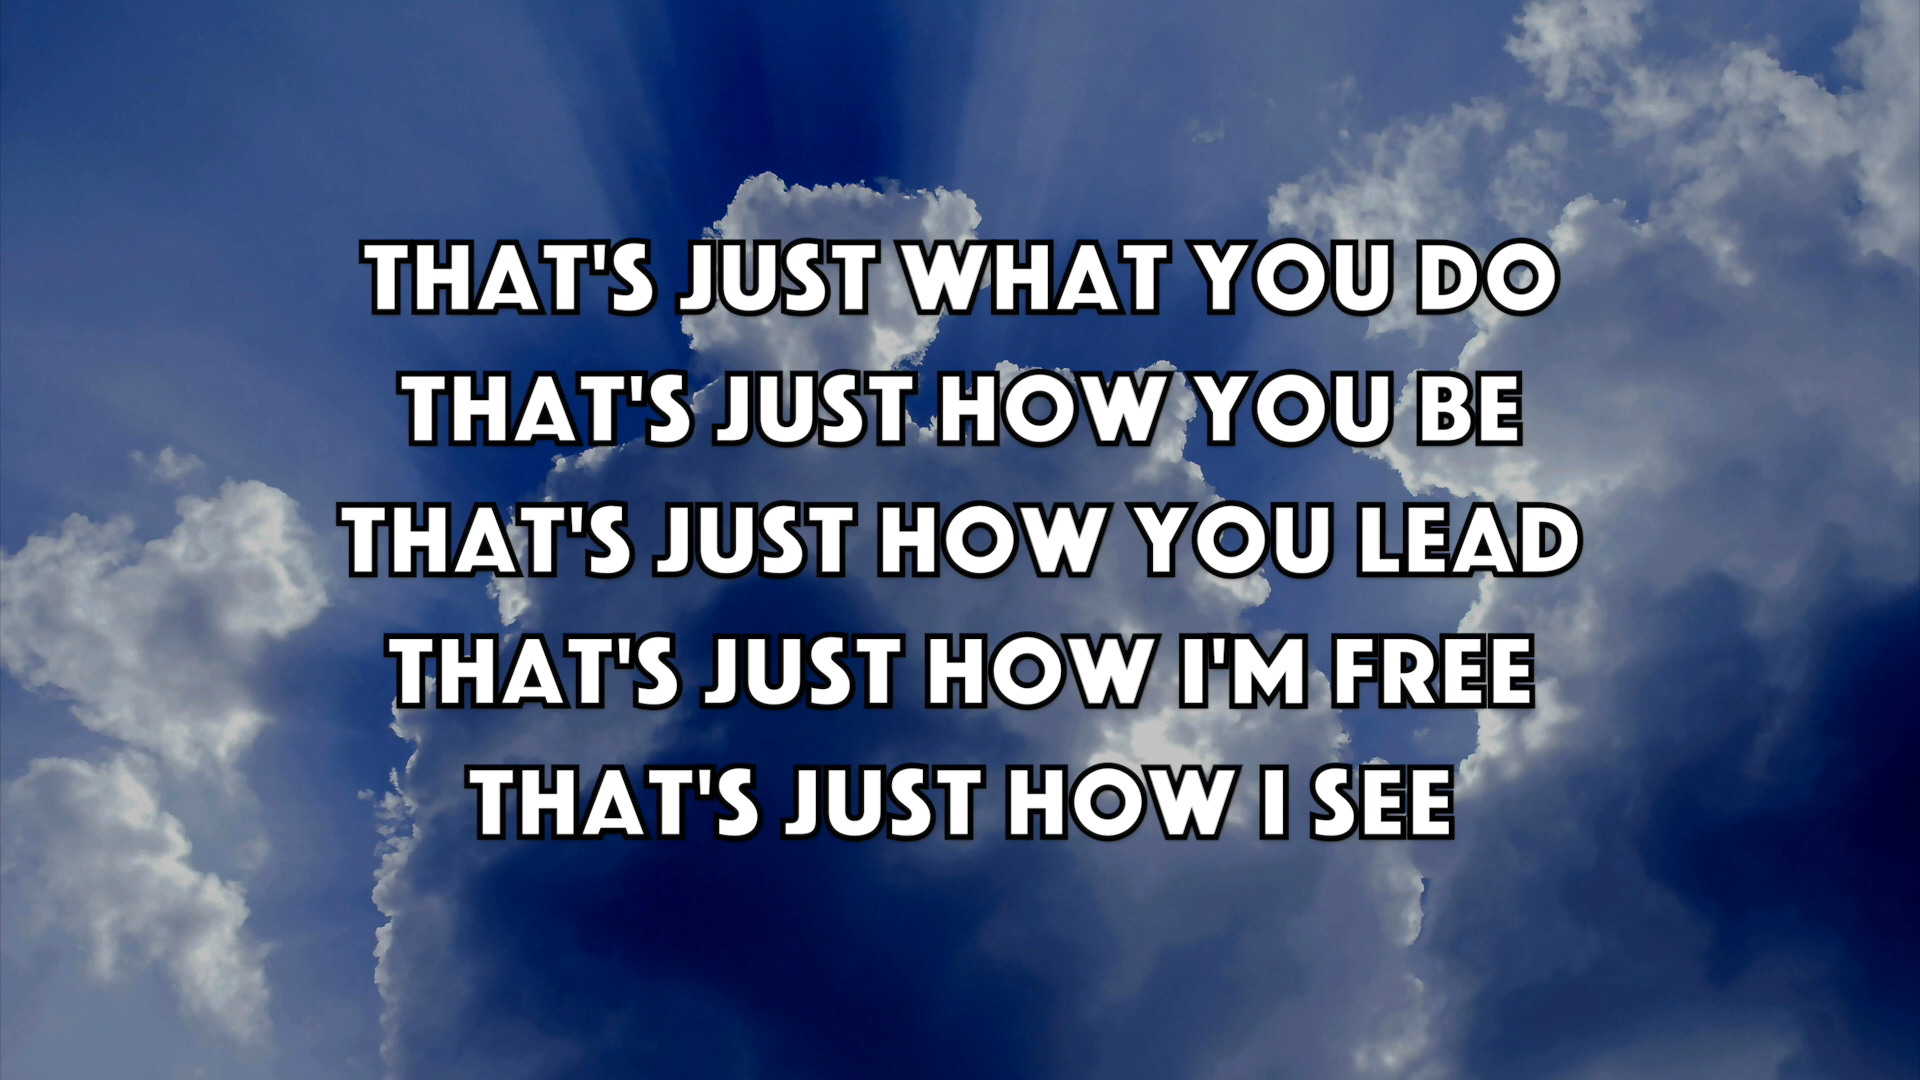 THAT'S JUST WHAT YOU DO
THAT'S JUST HOW YOU BE
THAT'S JUST HOW YOU LEAD
THAT'S JUST HOW I'M FREE
THAT'S JUST HOW I SEE